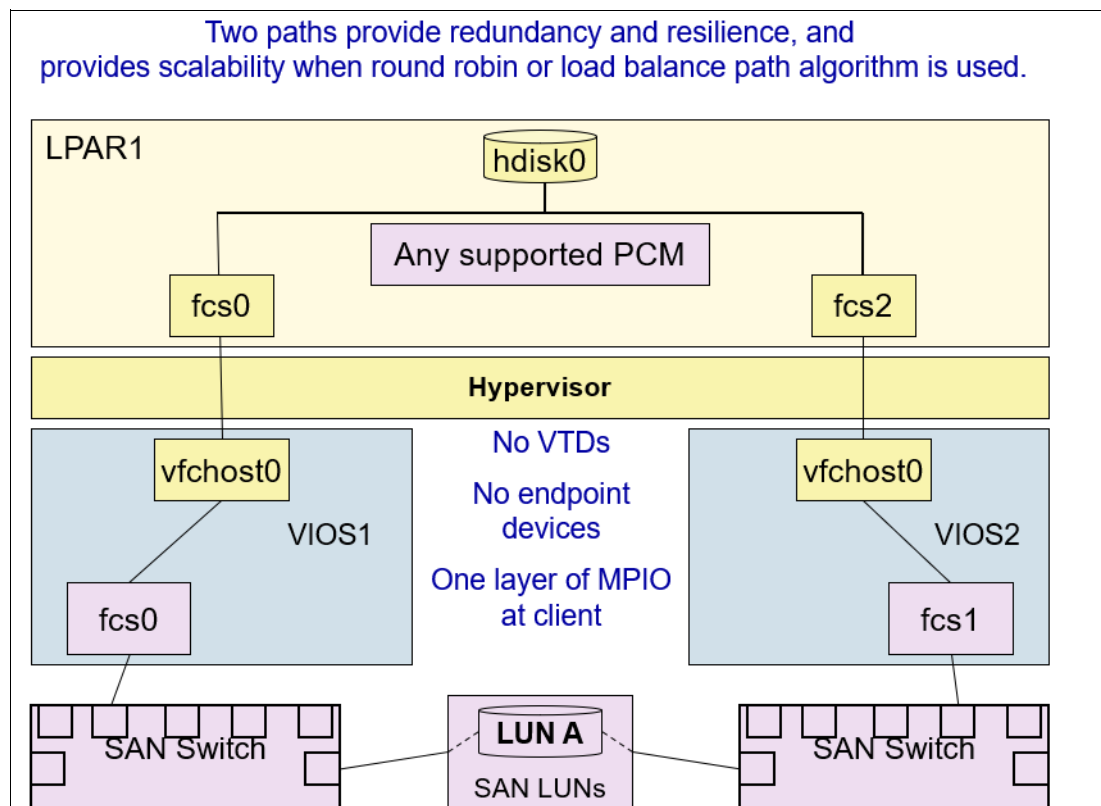 Two paths provide redundancy and resilience, and
provides scalability when round robin or load balance path algorithm is used.
LPAR1
hdisk0
Any supported PCM
fcs0
fcs2
Hypervisor
vfchost0
No VTDs
vfchost0
No endpoint
devices
VIOS1
VIOS2
One layer of MPIO
at client
fcs0
fcs1
SAN Switch
LUN A
SAN Switch
SAN LUNs